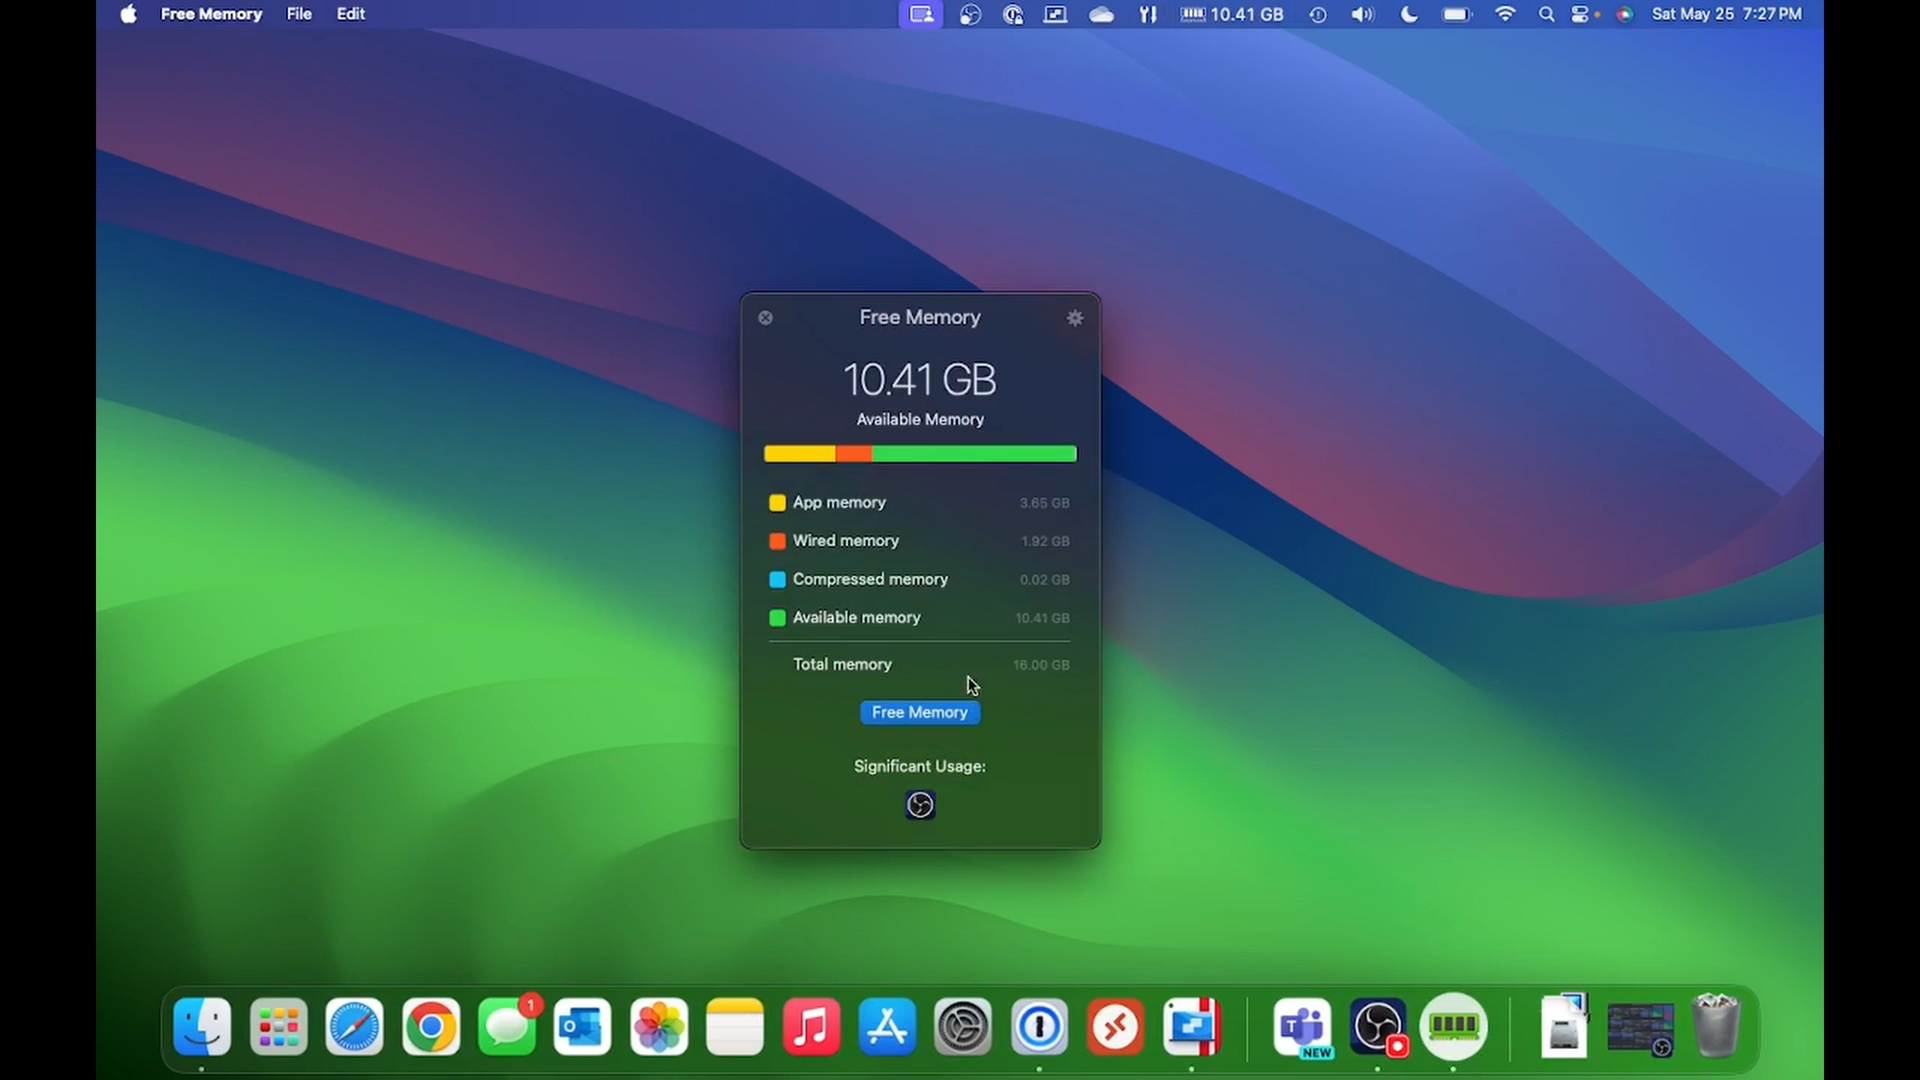 Free Memory File Edit 10.41 GB Sat May 25 7:27 PM
Free Memory
10.41 GB
Available Memory
App memory 3.65 GB
Wired memory 1.92 GB
Compressed memory 0.02 GB
Available memory 10.41 GB
Total memory 16.00 GB
Free Memory
Significant Usage:
1
NEW